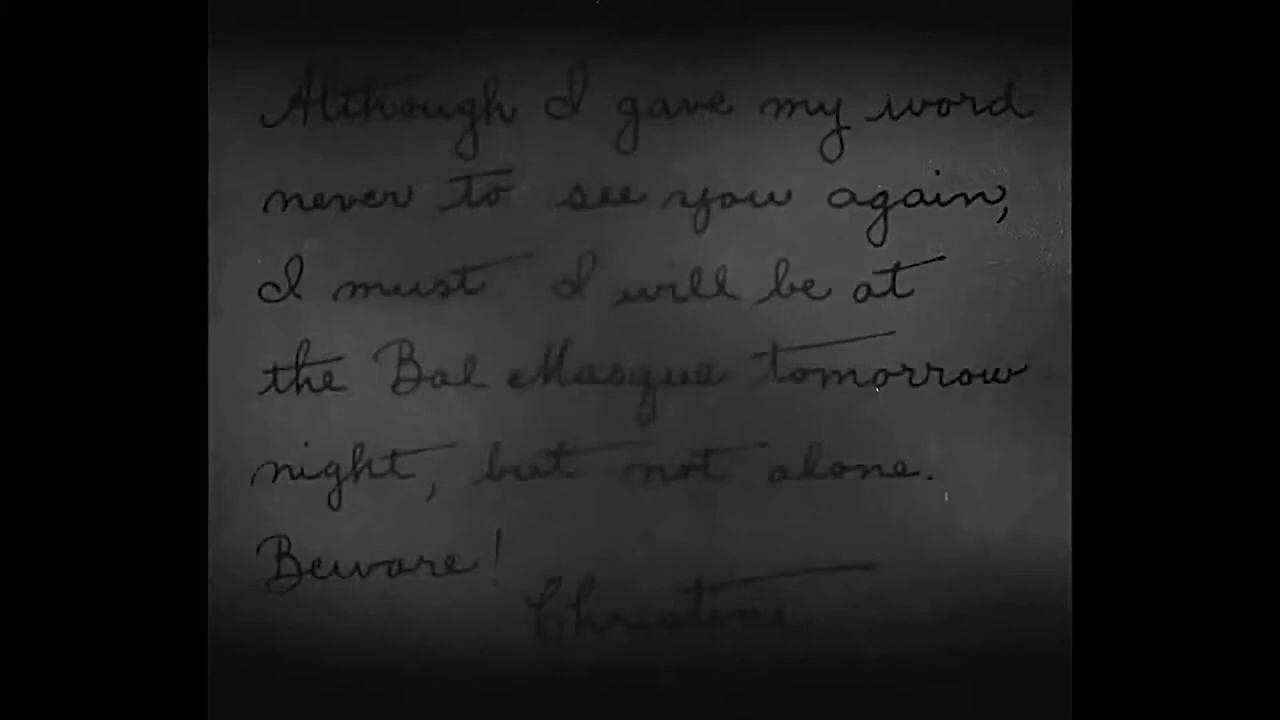 Although I gave my word
never to see you again,
I must I will be at
the Bal Masque tomorrow
night, but not alone.
Beware!
Christine